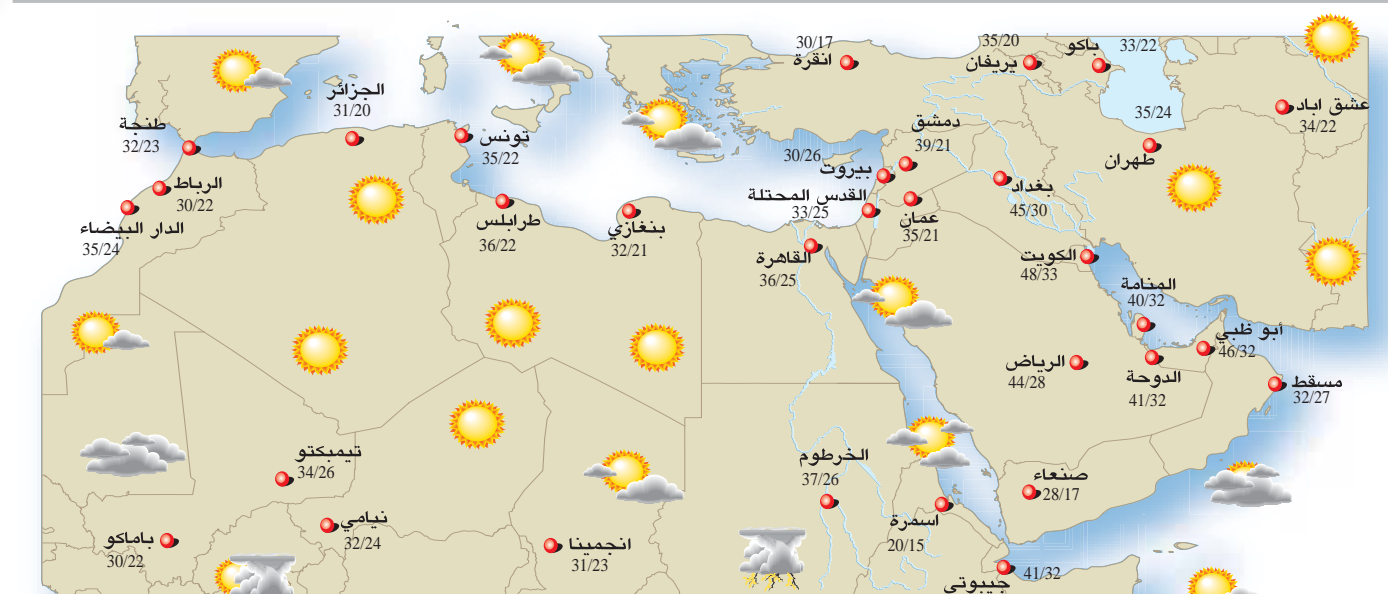 30/17
انقرة
35/20
يريفان
باكو
33/22
عشق اباد
34/22
35/24
طهران
الجزائر
31/20
طنجة
32/23
تونس
35/22
دمشق
39/21
30/26
بيروت
بغداد
45/30
القدس المحتلة
33/25
عمان
35/21
الرباط
30/22
الدار البيضاء
35/24
طرابلس
36/22
بنغازي
32/21
القاهرة
36/25
الكويت
48/33
المنامة
40/32
أبو ظبي
46/32
الرياض
44/28
الدوحة
41/32
مسقط
32/27
تيمبكتو
34/26
الخرطوم
37/26
صنعاء
28/17
نيامي
32/24
باماكو
30/22
انجمينا
31/23
اسمرة
20/15
41/32
جيبوتي